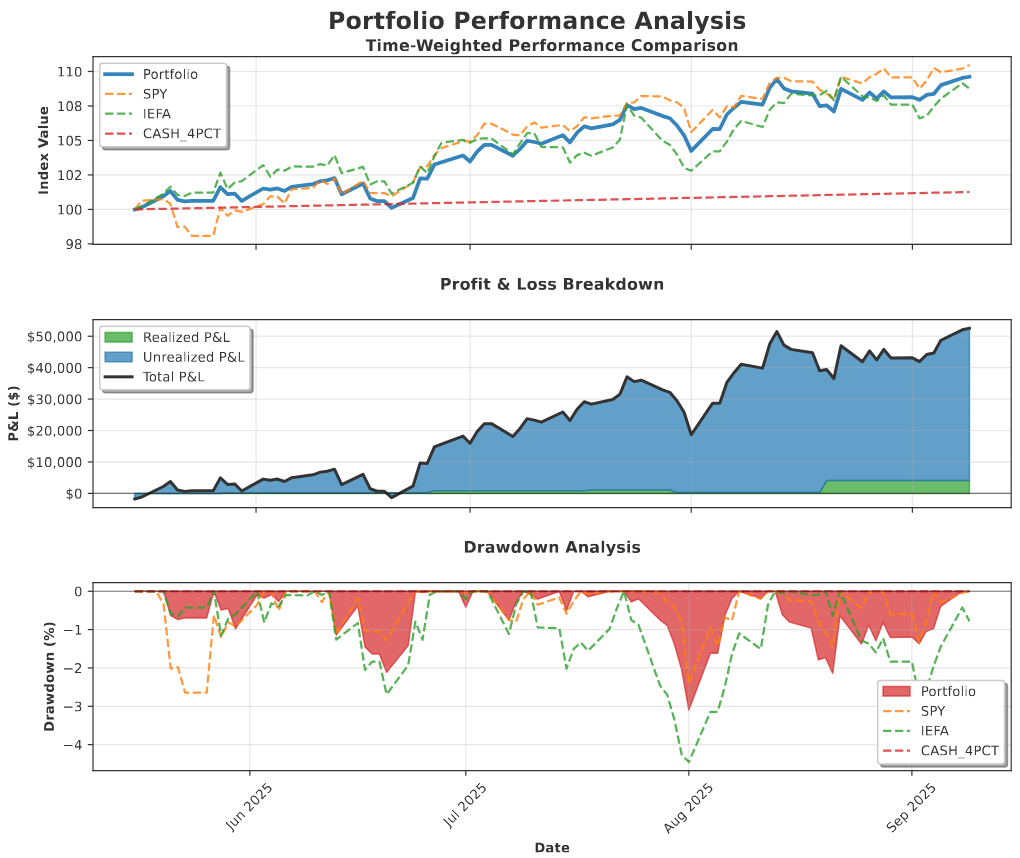 Portfolio Performance Analysis
Time-Weighted Performance Comparison
Index Value
110
108
105
102
100
98
Portfolio
SPY
IEFA
CASH_4PCT
Profit & Loss Breakdown
P&L ($)
$50,000
$40,000
$30,000
$20,000
$10,000
$0
Realized P&L
Unrealized P&L
Total P&L
Drawdown Analysis
Drawdown (%)
0
−1
−2
−3
−4
Portfolio
SPY
IEFA
CASH_4PCT
Jun 2025
Jul 2025
Aug 2025
Sep 2025
Date